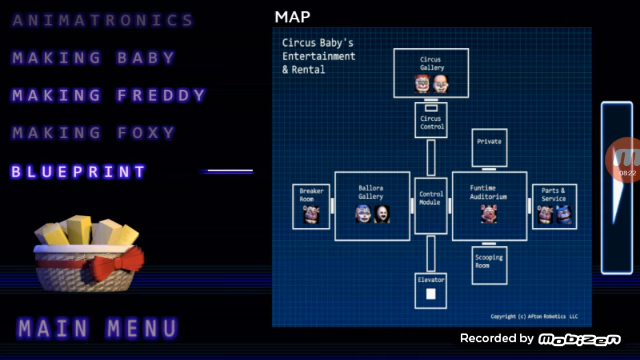 ANIMATRONICS
MAKING BABY
MAKING FREDDY
MAKING FOXY
BLUEPRINT
MAIN MENU
MAP
Circus Baby's
Entertainment
& Rental
Circus
Gallery
Circus
Control
Private
Breaker
Room
Ballora
Gallery
Control
Module
Funtime
Auditorium
Parts &
Service
Scooping
Room
Elevator
Copyright (c) Afton Robotics LLC
08:22
Recorded by Mobizen